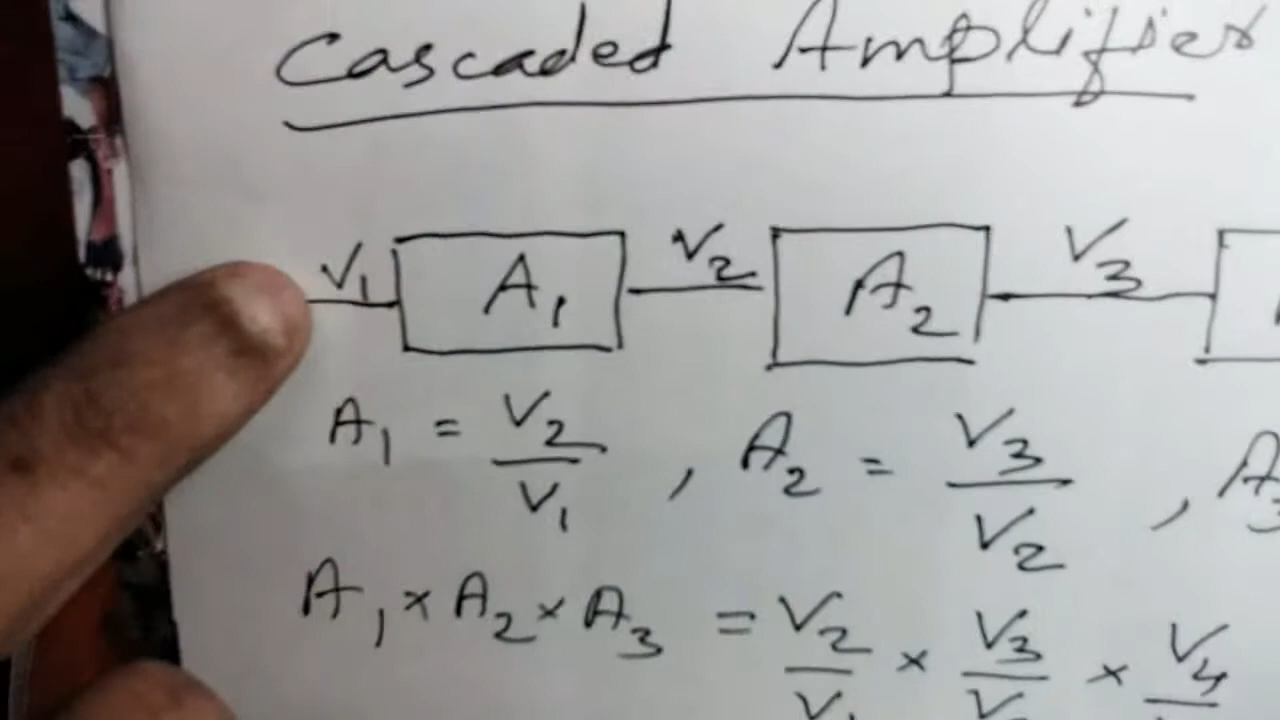 Cascaded Amplifier
V1 A1 V2 A2 V3
A1 = V2/V1 , A2 = V3/V2 , A3
A1 × A2 × A3 = V2/V1 × V3/V2 × V4